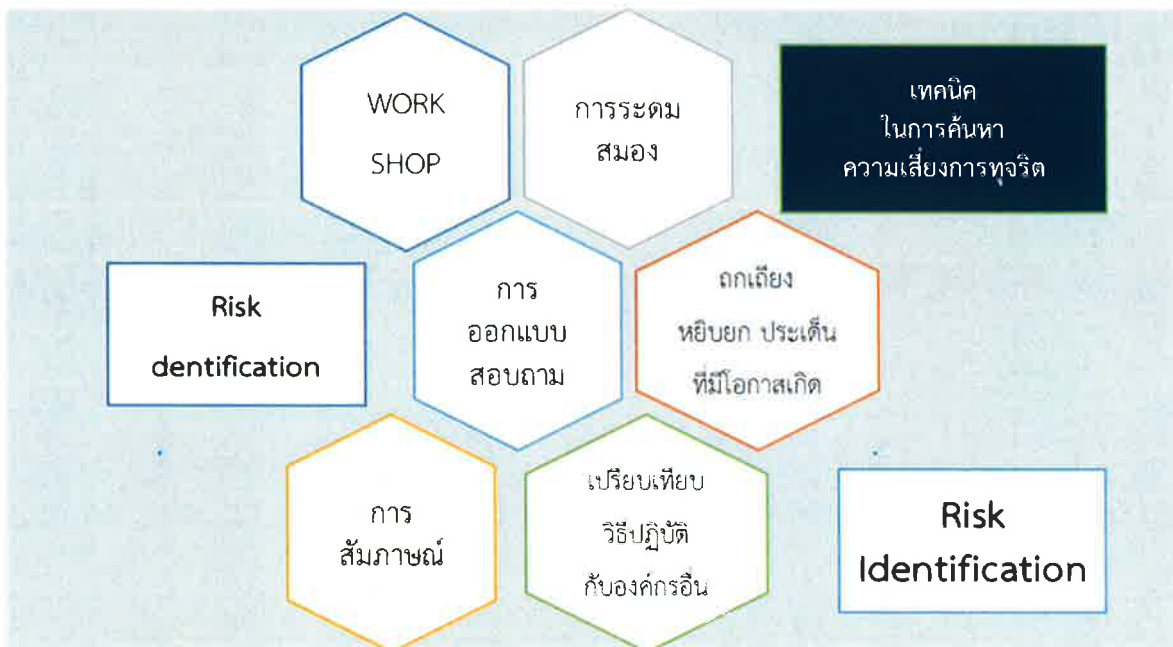 WORK
SHOP
การระดม
สมอง
เทคนิค
ในการค้นหา
ความเสี่ยงการทุจริต
Risk
dentification
การ
ออกแบบ
สอบถาม
ถกเถียง
หยิบยก ประเด็น
ที่มีโอกาสเกิด
การ
สัมภาษณ์
เปรียบเทียบ
วิธีปฏิบัติ
กับองค์กรอื่น
Risk
Identification